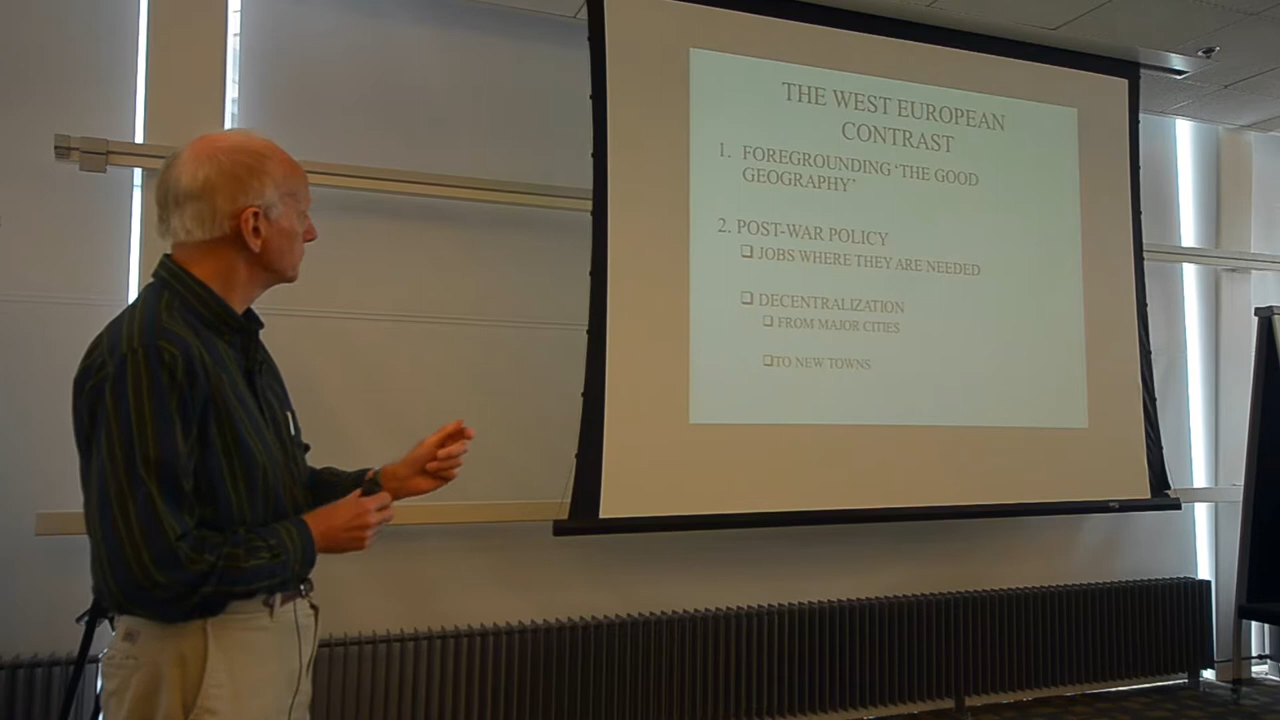 THE WEST EUROPEAN
CONTRAST
1. FOREGROUNDING ‘THE GOOD
GEOGRAPHY’
2. POST-WAR POLICY
❑ JOBS WHERE THEY ARE NEEDED
❑ DECENTRALIZATION
❑ FROM MAJOR CITIES
❑TO NEW TOWNS